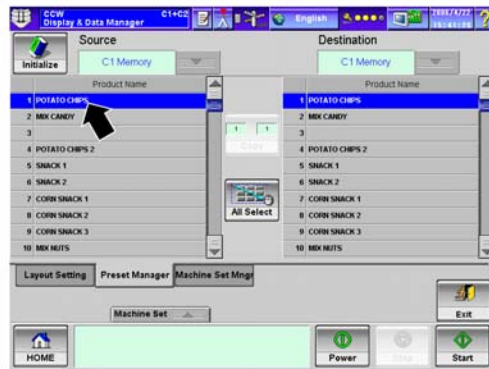 CCW C1+C2
Display & Data Manager
English
2008/4/22
Source
Destination
Initialize
C1 Memory
C1 Memory
Product Name
Product Name
1 POTATO CHIPS
2 MIX CANDY
3
4 POTATO CHIPS 2
5 SNACK 1
6 SNACK 2
7 CORN SNACK 1
8 CORN SNACK 2
9 CORN SNACK 3
10 MIX NUTS
1 1
Copy
All Select
1 POTATO CHIPS
2 MIX CANDY
3
4 POTATO CHIPS 2
5 SNACK 1
6 SNACK 2
7 CORN SNACK 1
8 CORN SNACK 2
9 CORN SNACK 3
10 MIX NUTS
Layout Setting
Preset Manager
Machine Set Mngr
Machine Set
Exit
HOME
Power
Stop
Start